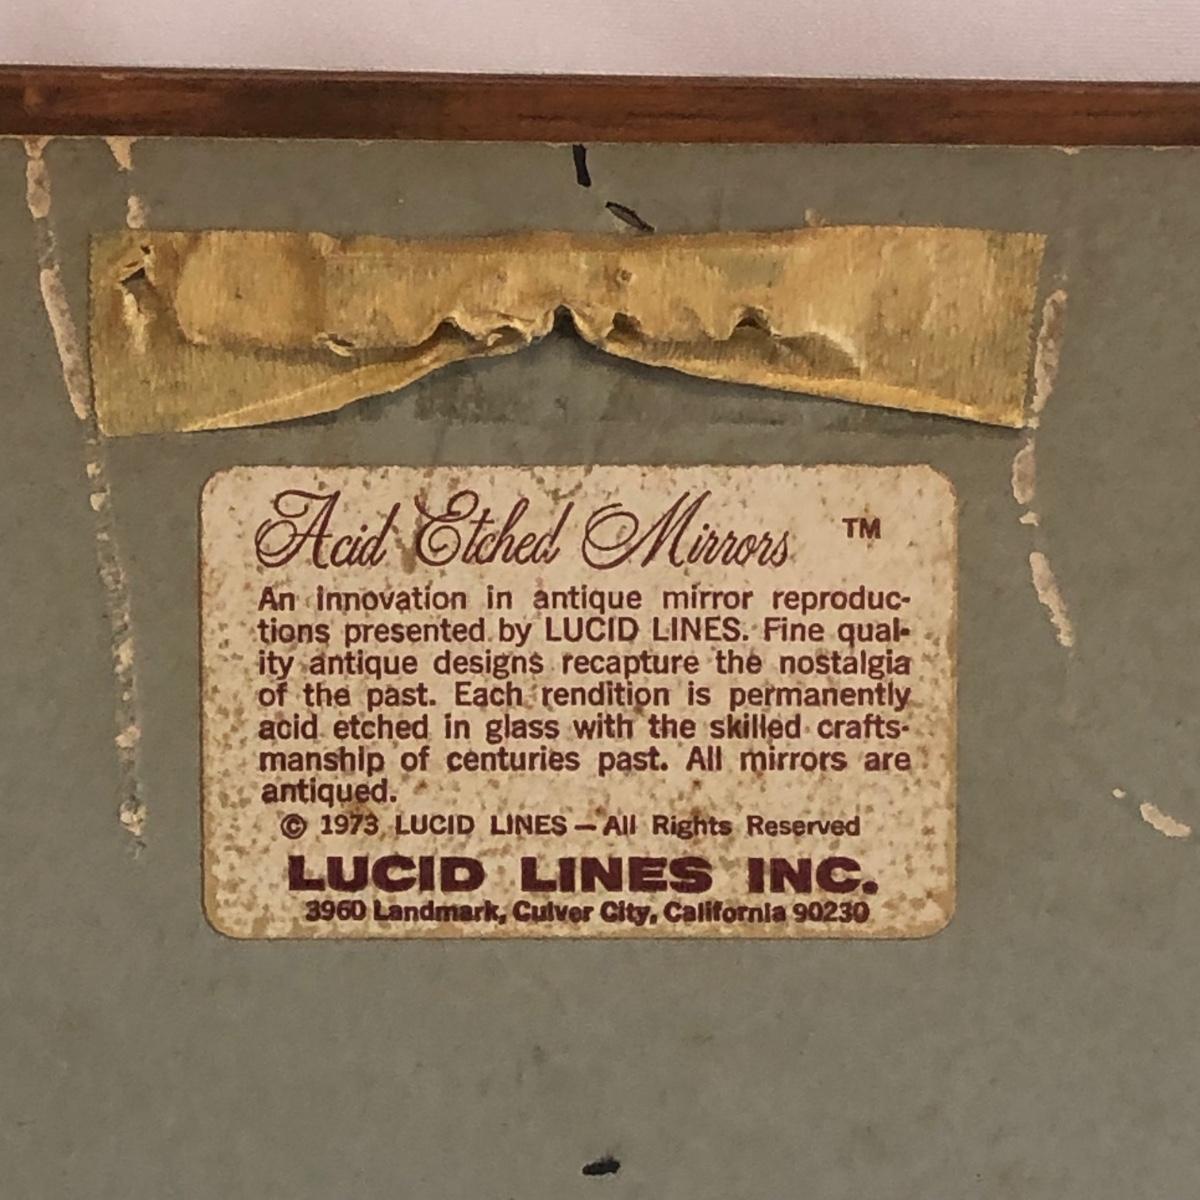 Acid Etched Mirrors ™
An innovation in antique mirror reproduc-
tions presented by LUCID LINES. Fine qual-
ity antique designs recapture the nostalgia
of the past. Each rendition is permanently
acid etched in glass with the skilled crafts-
manship of centuries past. All mirrors are
antiqued.
© 1973 LUCID LINES – All Rights Reserved
LUCID LINES INC.
3960 Landmark, Culver City, California 90230